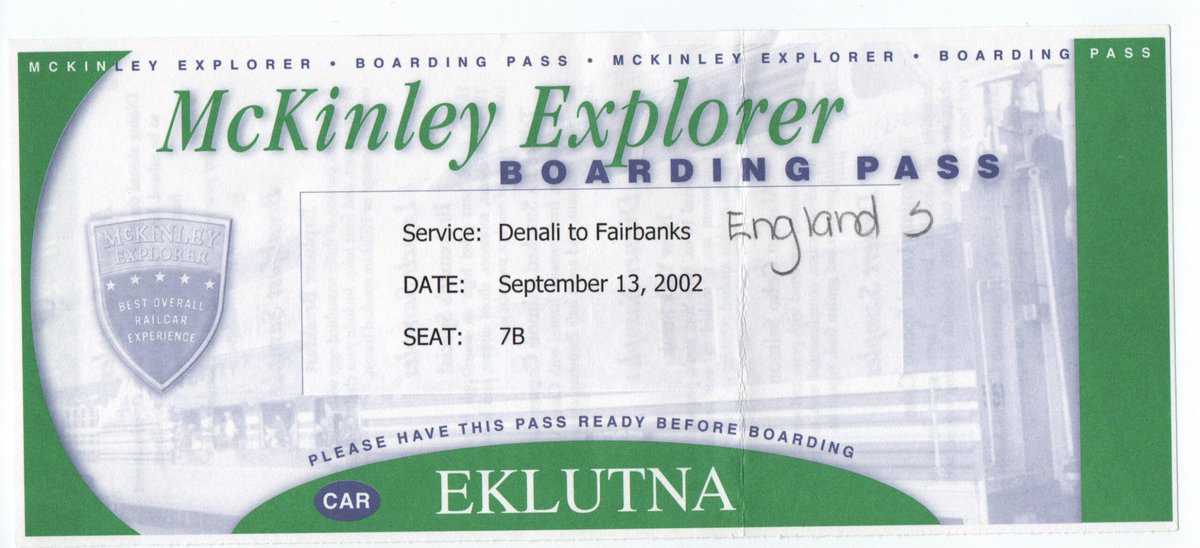 MCKINLEY EXPLORER • BOARDING PASS • MCKINLEY EXPLORER • BOARDING PASS
McKinley Explorer
BOARDING PASS
Service: Denali to Fairbanks England S
DATE: September 13, 2002
SEAT: 7B
MCKINLEY
EXPLORER
BEST OVERALL
RAILCAR
EXPERIENCE
PLEASE HAVE THIS PASS READY BEFORE BOARDING
CAR EKLUTNA